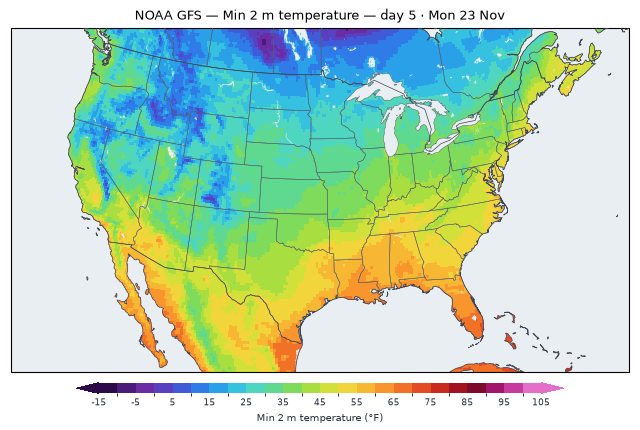 NOAA GFS — Min 2 m temperature — day 5 · Mon 23 Nov
-15 -5 5 15 25 35 45 55 65 75 85 95 105
Min 2 m temperature (°F)